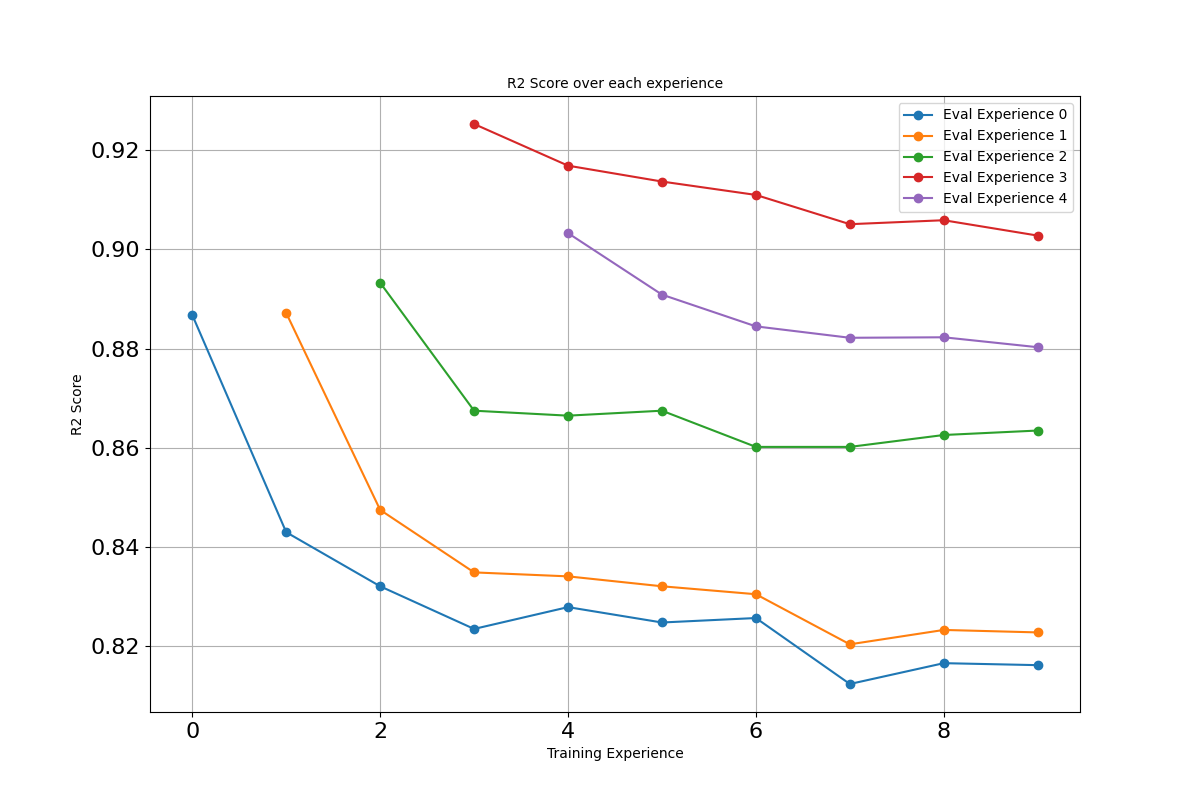 R2 Score over each experience
Eval Experience 0
Eval Experience 1
Eval Experience 2
Eval Experience 3
Eval Experience 4
0.92
0.90
0.88
0.86
0.84
0.82
R2 Score
0 2 4 6 8
Training Experience